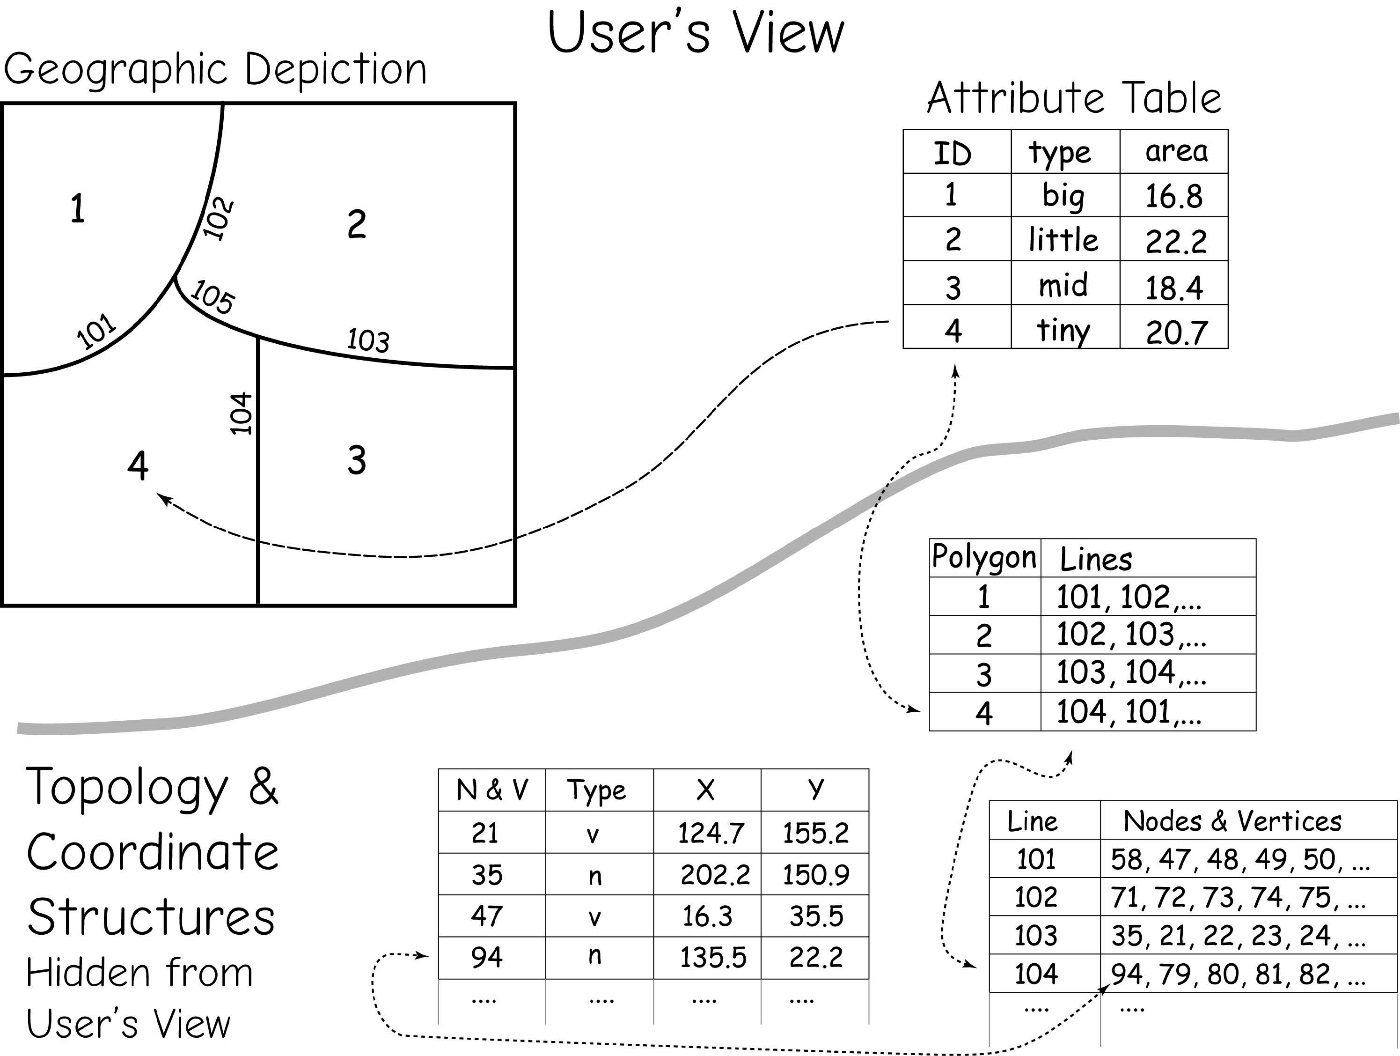 User's View
Geographic Depiction
1
2
102
105
101
103
104
4
3
Attribute Table
ID type area
1 big 16.8
2 little 22.2
3 mid 18.4
4 tiny 20.7
Polygon Lines
1 101, 102,...
2 102, 103,...
3 103, 104,...
4 104, 101,...
Topology &
Coordinate
Structures
Hidden from
User's View
N & V Type X Y
21 v 124.7 155.2
35 n 202.2 150.9
47 v 16.3 35.5
94 n 135.5 22.2
.... .... .... ....
Line Nodes & Vertices
101 58, 47, 48, 49, 50, ...
102 71, 72, 73, 74, 75, ...
103 35, 21, 22, 23, 24, ...
104 94, 79, 80, 81, 82, ...
.... ....